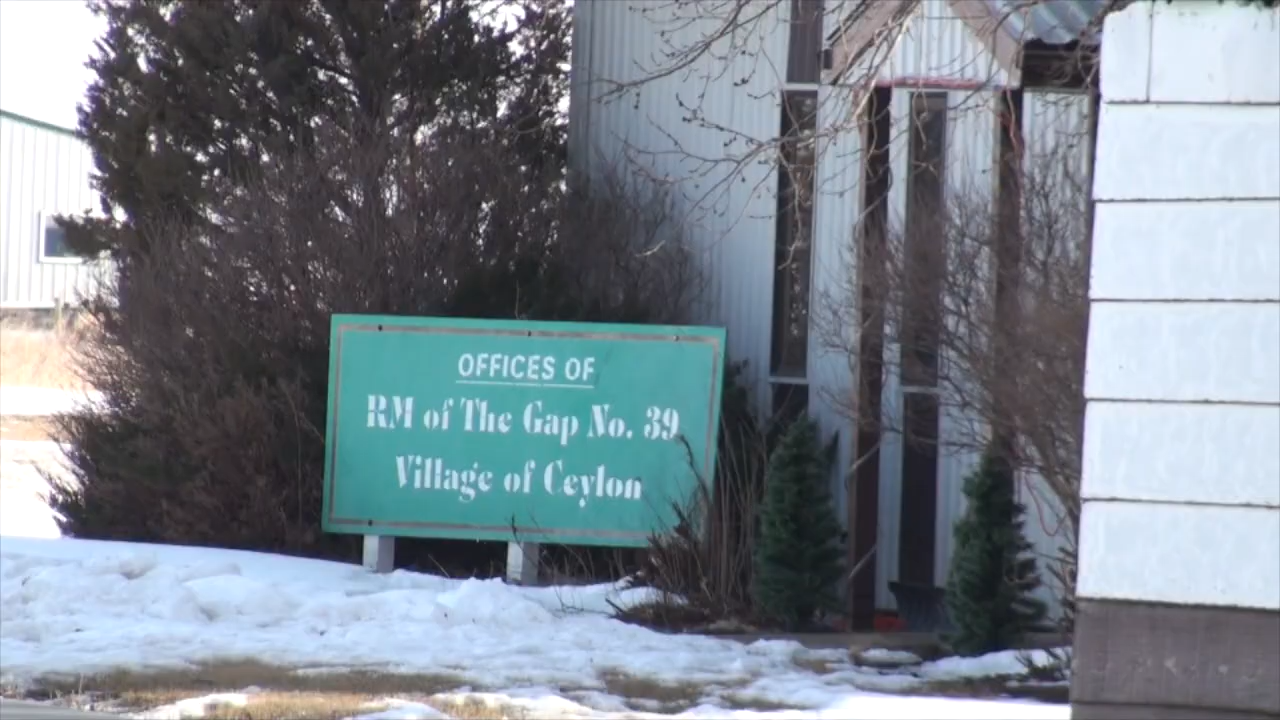 OFFICES OF
RM of The Gap No. 39
Village of Ceylon